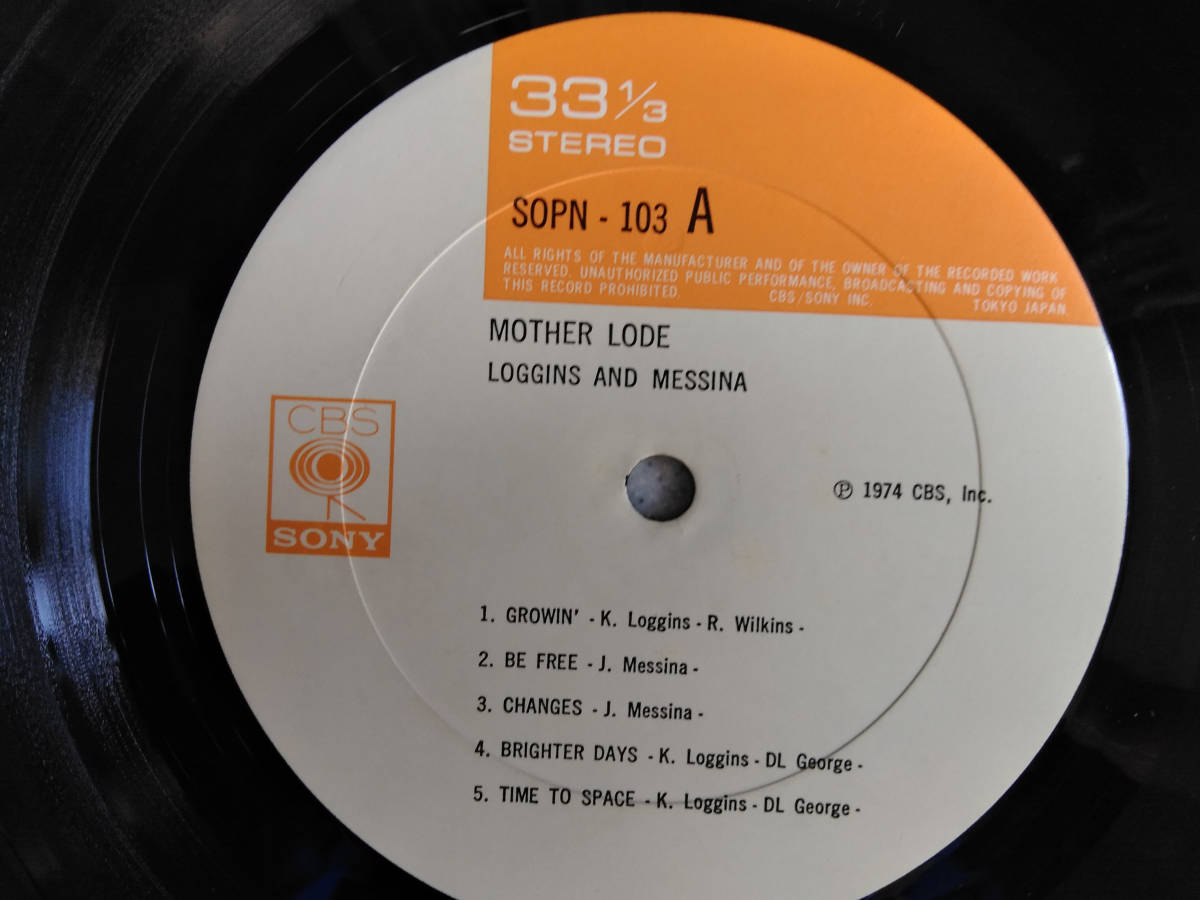 33 1/3
STEREO
SOPN - 103 A
ALL RIGHTS OF THE MANUFACTURER AND OF THE OWNER OF THE RECORDED WORK
RESERVED. UNAUTHORIZED PUBLIC PERFORMANCE, BROADCASTING AND COPYING OF
THIS RECORD PROHIBITED. CBS/SONY INC. TOKYO JAPAN.
MOTHER LODE
LOGGINS AND MESSINA
CBS
SONY
℗ 1974 CBS, Inc.
1. GROWIN' - K. Loggins - R. Wilkins -
2. BE FREE - J. Messina -
3. CHANGES - J. Messina -
4. BRIGHTER DAYS - K. Loggins - DL George -
5. TIME TO SPACE - K. Loggins - DL George -